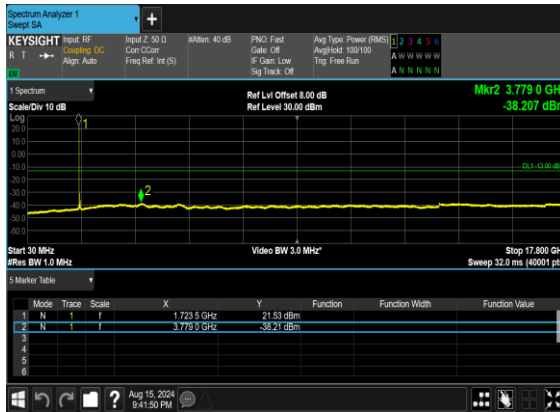 Spectrum Analyzer 1
Swept SA
+
KEYSIGHT Input: RF Input Z: 50 Ω #Atten: 40 dB PNO: Fast Avg Type: Power (RMS) 1 2 3 4 5 6
R T Coupling: DC Corr CCorr Gate: Off Avg|Hold: 100/100 A W W W W W
Align: Auto Freq Ref: Int (S) IF Gain: Low Trig: Free Run
Sig Track: Off A N N N N N
1 Spectrum Ref Lvl Offset 8.00 dB Mkr2 3.779 0 GH
Scale/Div 10 dB Ref Level 30.00 dBm -38.207 dB
Log
1
20.0
10.0
0.00
-10.0
DL1 -13.00 dB
-20.0
-30.0
2
-40.0
-50.0
-60.0
Start 30 MHz Video BW 3.0 MHz* Stop 17.800 GH
#Res BW 1.0 MHz Sweep 32.0 ms (40001 pt
5 Marker Table
Mode Trace Scale X Y Function Function Width Function Value
1 N 1 f 1.723 5 GHz 21.53 dBm
2 N 1 f 3.779 0 GHz -38.21 dBm
3
4
5
6
? Aug 15, 2024
9:41:50 PM